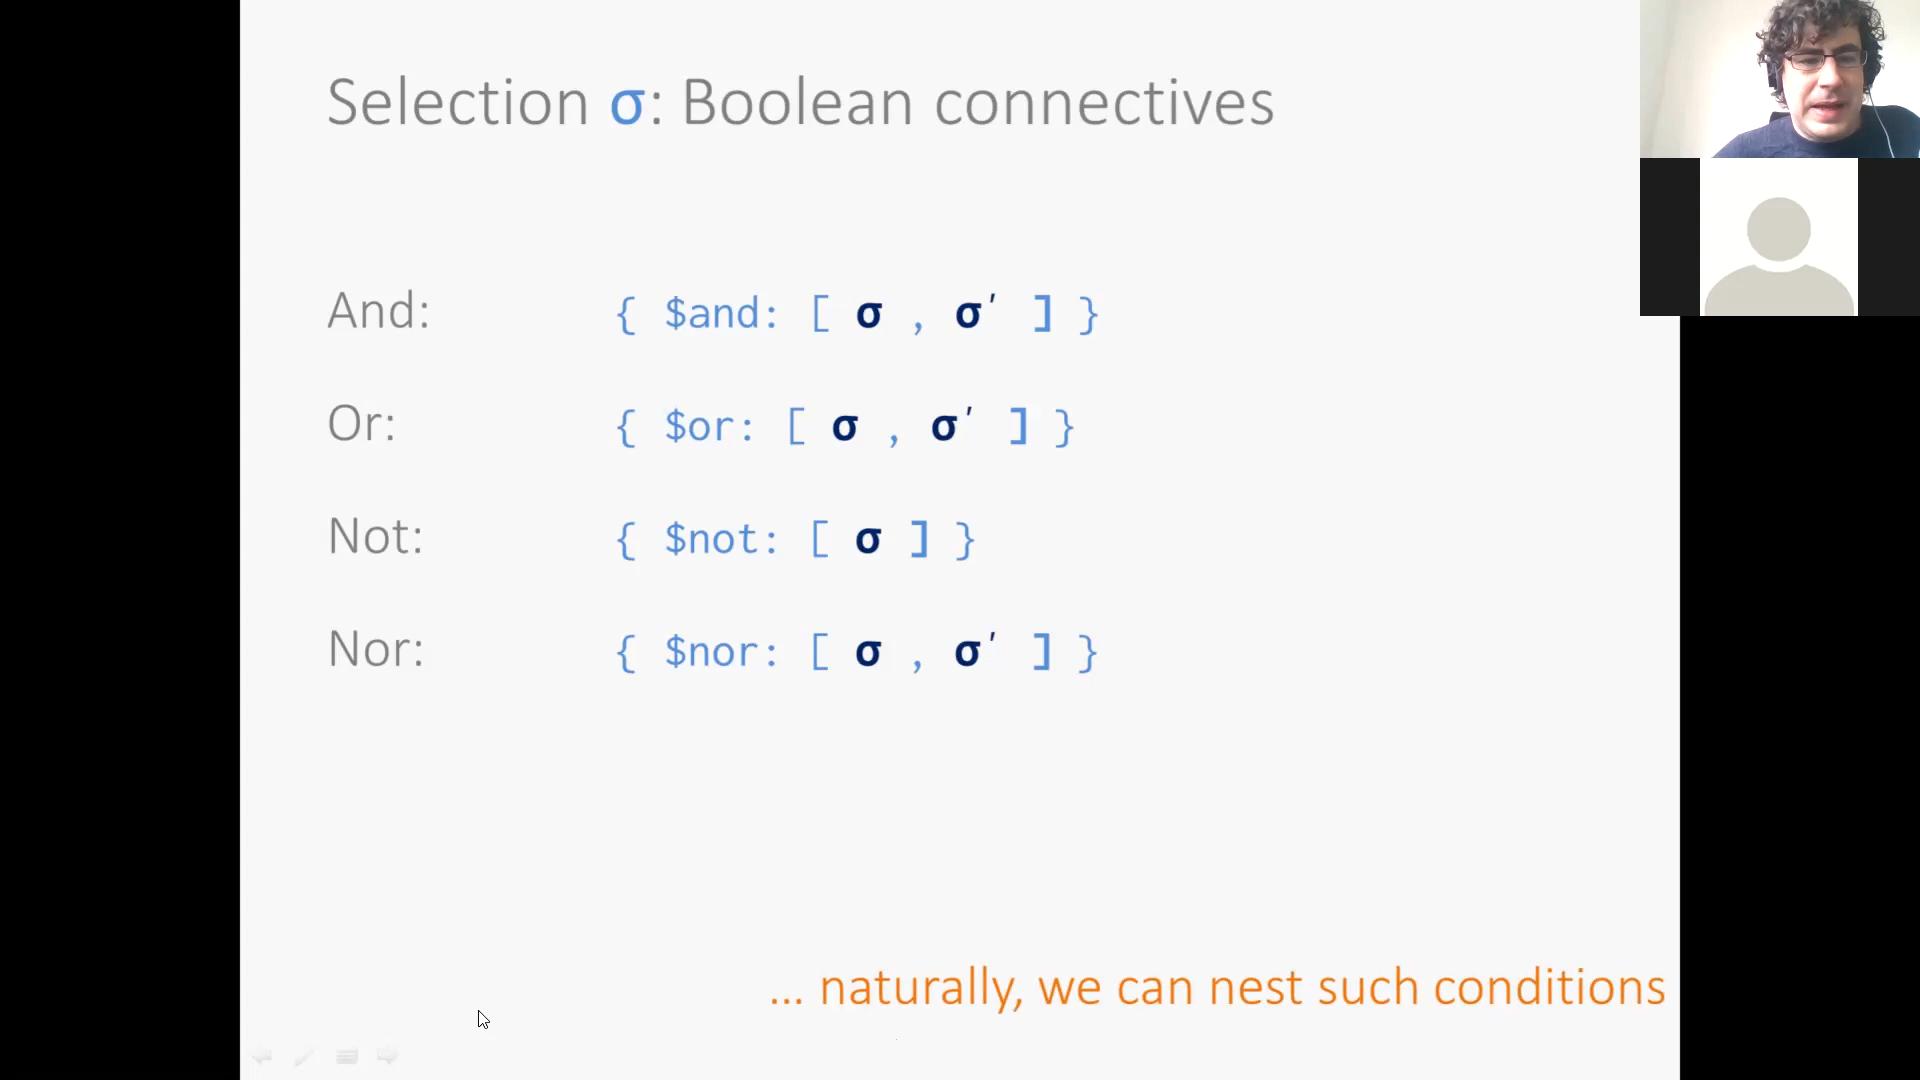 Selection σ: Boolean connectives
And: { $and: [ σ , σ′ ] }
Or: { $or: [ σ , σ′ ] }
Not: { $not: [ σ ] }
Nor: { $nor: [ σ , σ′ ] }
... naturally, we can nest such conditions